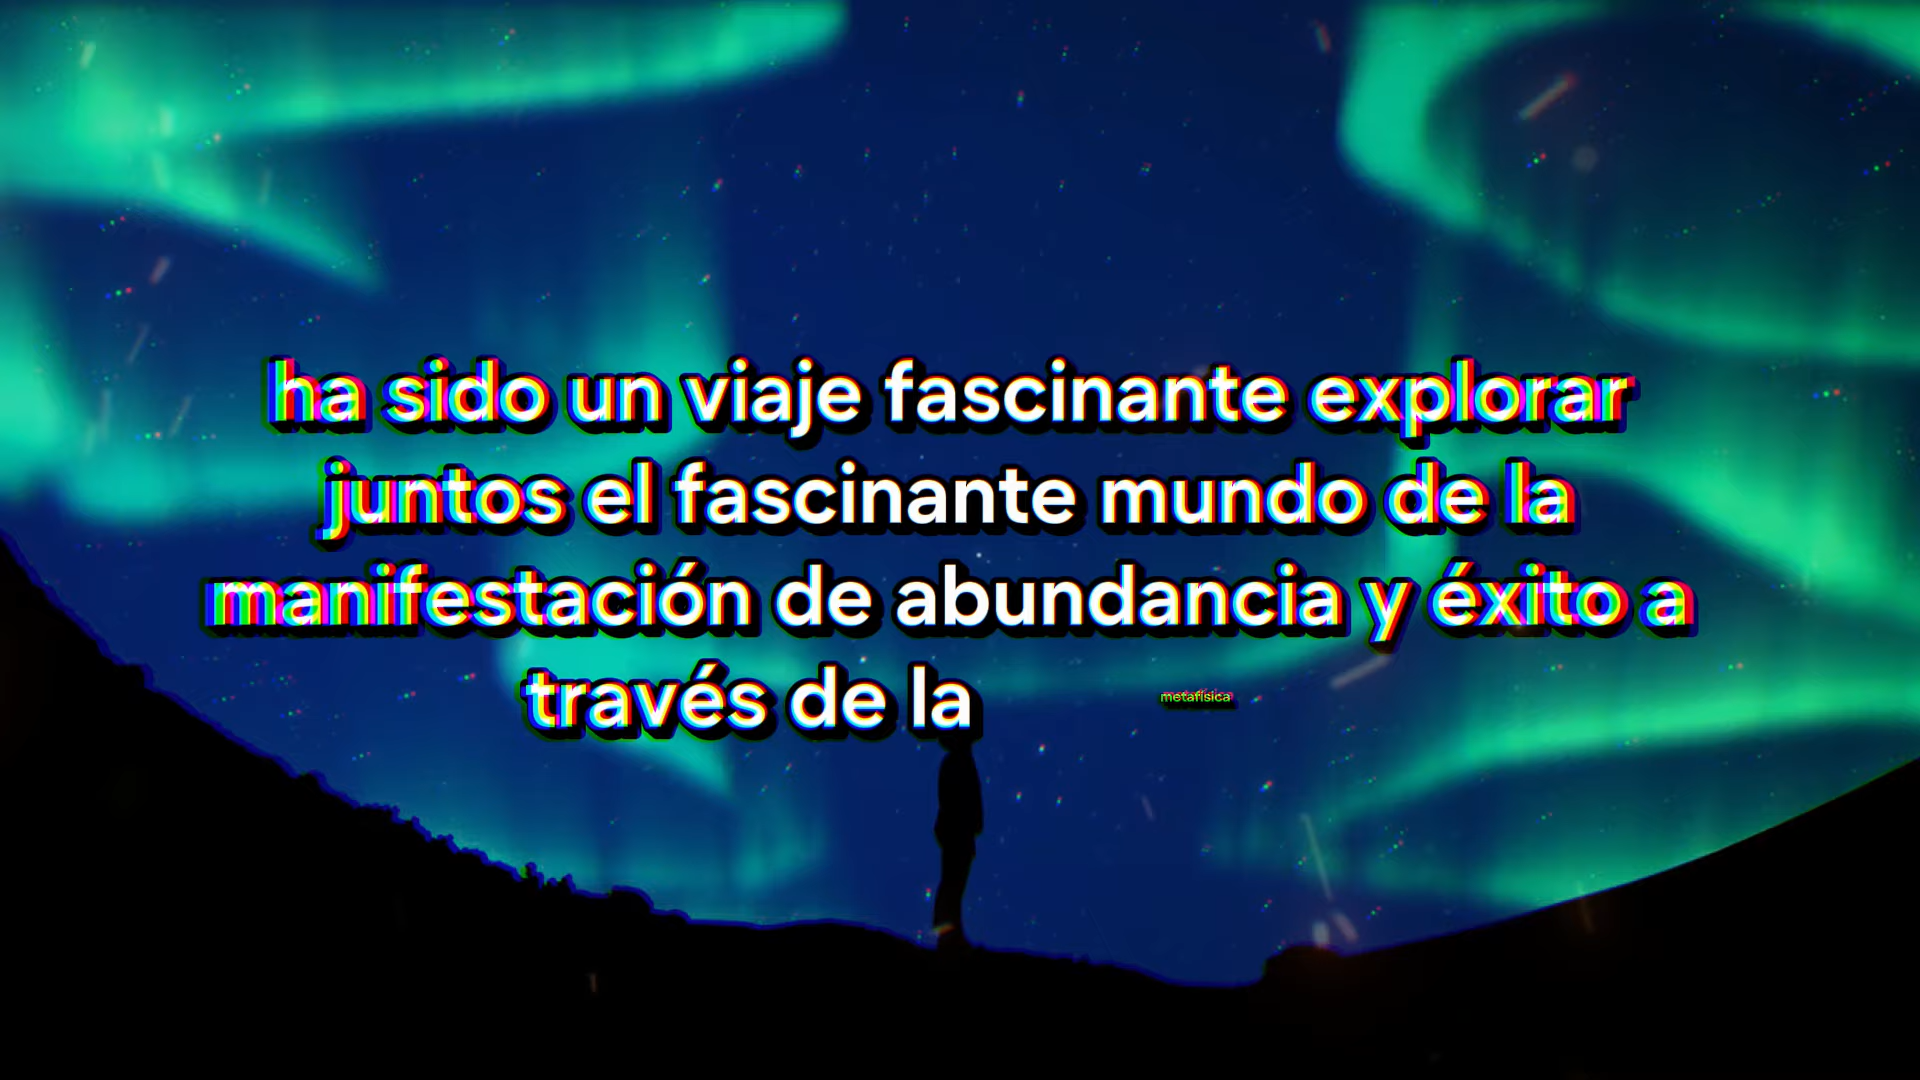 ha sido un viaje fascinante explorar
juntos el fascinante mundo de la
manifestación de abundancia y éxito a
través de la metafísica